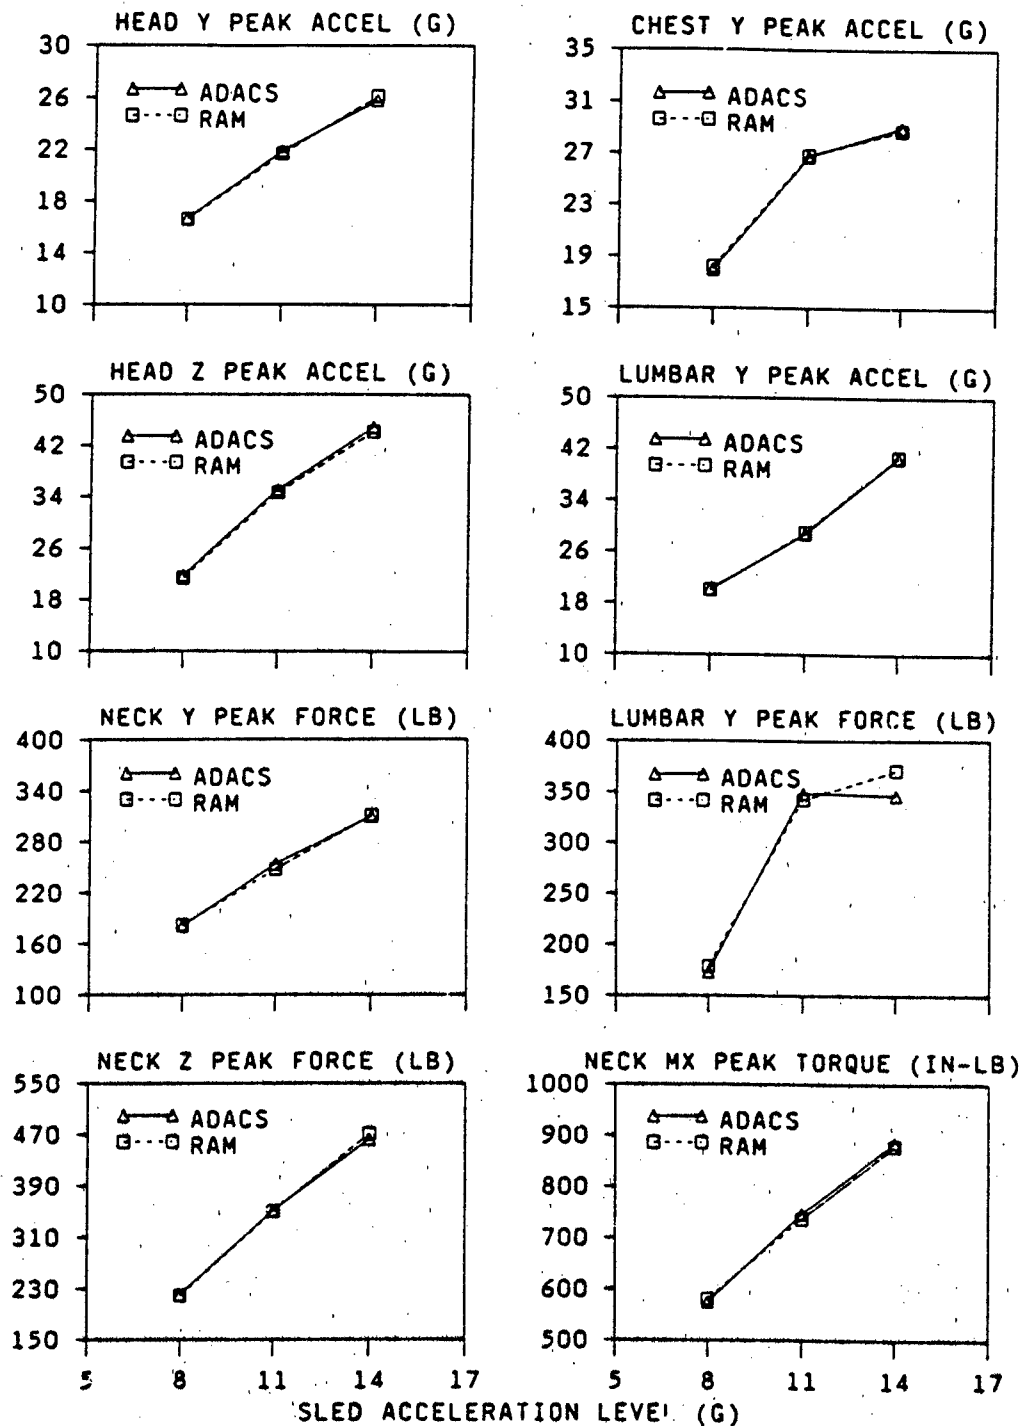 HEAD Y PEAK ACCEL (G)
30
26
22
18
14
10
ADACS
RAM
CHEST Y PEAK ACCEL (G)
35
31
27
23
19
15
ADACS
RAM
HEAD Z PEAK ACCEL (G)
50
42
34
26
18
10
ADACS
RAM
LUMBAR Y PEAK ACCEL (G)
50
42
34
26
18
10
ADACS
RAM
NECK Y PEAK FORCE (LB)
400
340
280
220
160
100
ADACS
RAM
LUMBAR Y PEAK FORCE (LB)
400
350
300
250
200
150
ADACS
RAM
NECK Z PEAK FORCE (LB)
550
470
390
310
230
150
ADACS
RAM
5 8 11 14 17
NECK MX PEAK TORQUE (IN-LB)
1000
900
800
700
600
500
ADACS
RAM
5 8 11 14 17
SLED ACCELERATION LEVEL (G)